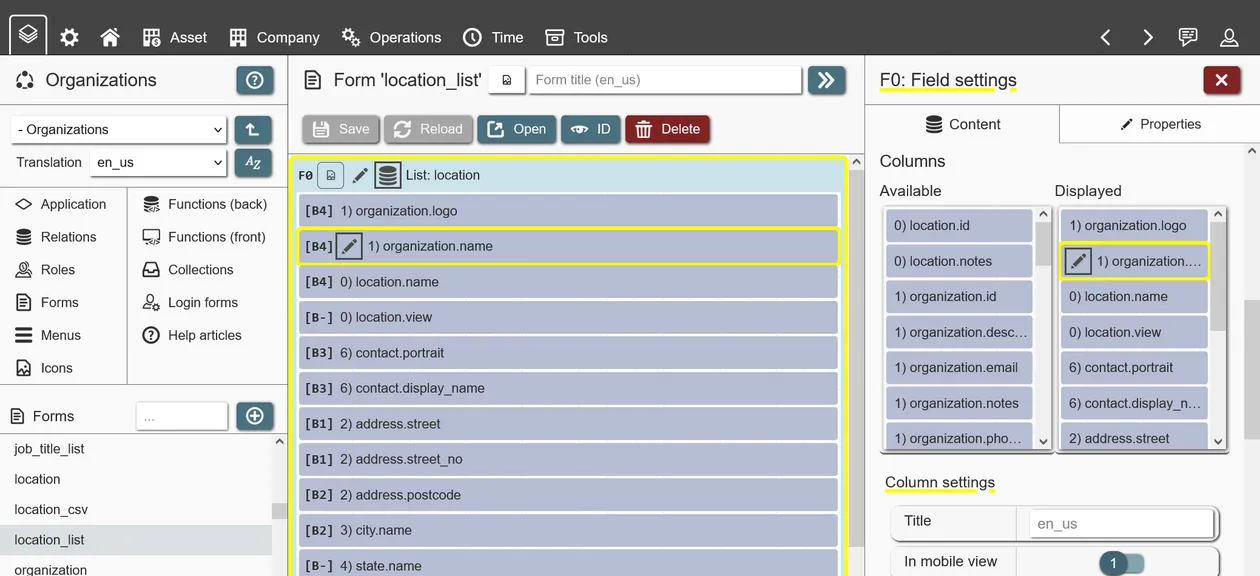 Asset
Company
Operations
Time
Tools
Organizations
- Organizations
Translation
en_us
AZ
Application
Functions (back)
Relations
Functions (front)
Roles
Collections
Forms
Login forms
Menus
Help articles
Icons
Forms
...
job_title_list
location
location_csv
location_list
organization
Form 'location_list'
Form title (en_us)
Save
Reload
Open
ID
Delete
F0 List: location
[B4] 1) organization.logo
[B4] 1) organization.name
[B4] 0) location.name
[B-] 0) location.view
[B3] 6) contact.portrait
[B3] 6) contact.display_name
[B1] 2) address.street
[B1] 2) address.street_no
[B2] 2) address.postcode
[B2] 3) city.name
[B-] 4) state.name
F0: Field settings
Content
Properties
Columns
Available
Displayed
0) location.id
0) location.notes
1) organization.id
1) organization.desc...
1) organization.email
1) organization.notes
1) organization.pho...
1) organization.logo
1) organization....
0) location.name
0) location.view
6) contact.portrait
6) contact.display_n...
2) address.street
Column settings
Title
en_us
In mobile view
1